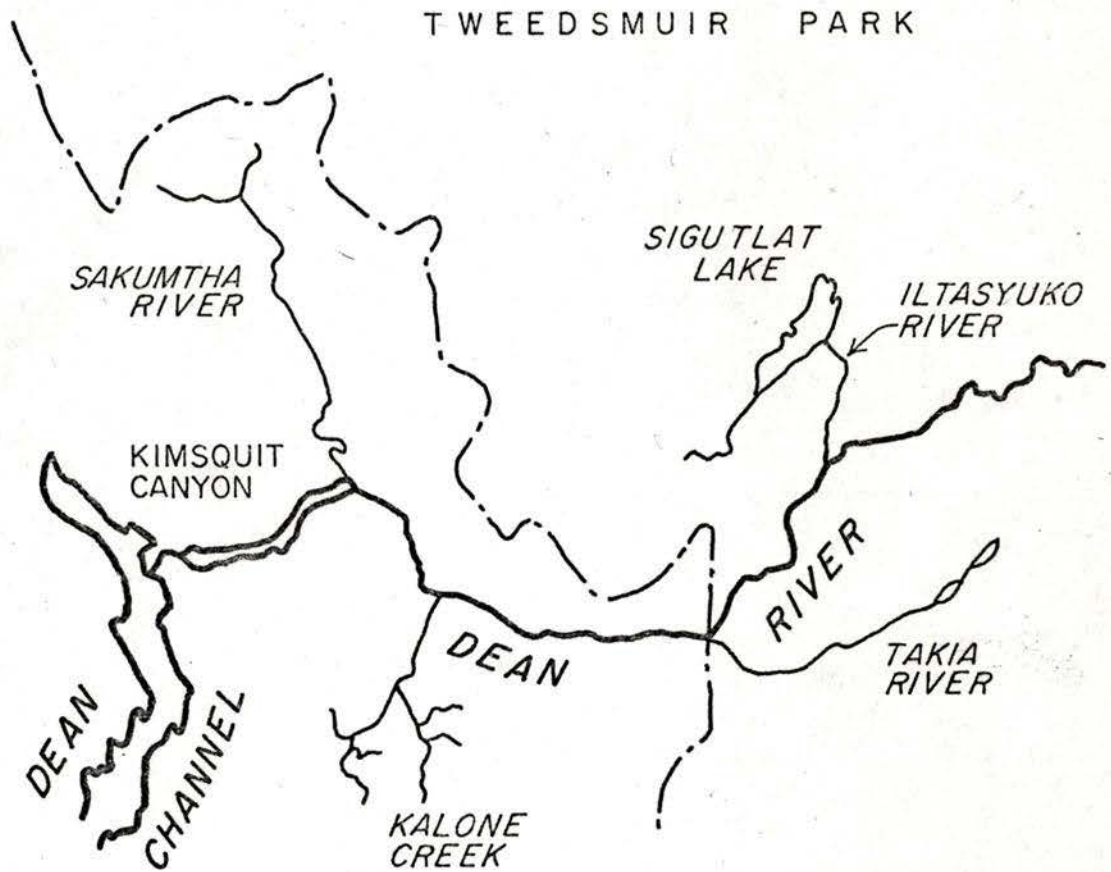 TWEEDSMUIR PARK
SIGUTLAT
LAKE
SAKUMTHA
RIVER
ILTASYUKO
RIVER
KIMSQUIT
CANYON
RIVER
DEAN
TAKIA
RIVER
DEAN
CHANNEL
KALONE
CREEK